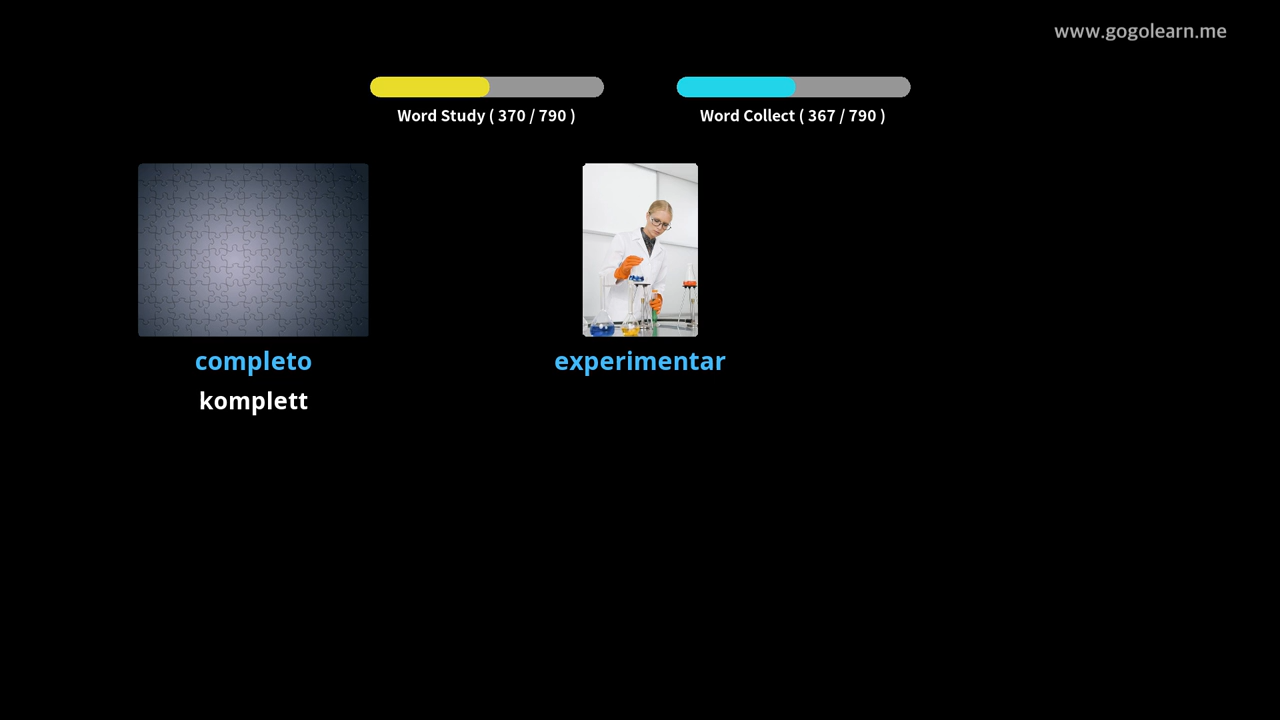 www.gogolearn.me
Word Study ( 370 / 790 )
Word Collect ( 367 / 790 )
completo
experimentar
komplett